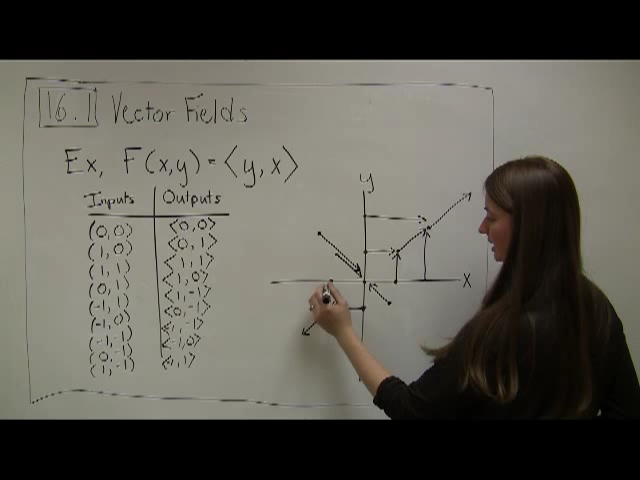 16.1 Vector Fields
Ex, F(x,y) = ⟨y, x⟩
Inputs Outputs
(0,0) ⟨0,0⟩
(1,0) ⟨0,1⟩
(1,1) ⟨1,1⟩
(0,1) ⟨1,0⟩
(-1,1) ⟨1,-1⟩
(-1,0) ⟨0,-1⟩
(-1,-1) ⟨-1,-1⟩
(0,-1) ⟨-1,0⟩
(1,-1) ⟨-1,1⟩
y
x